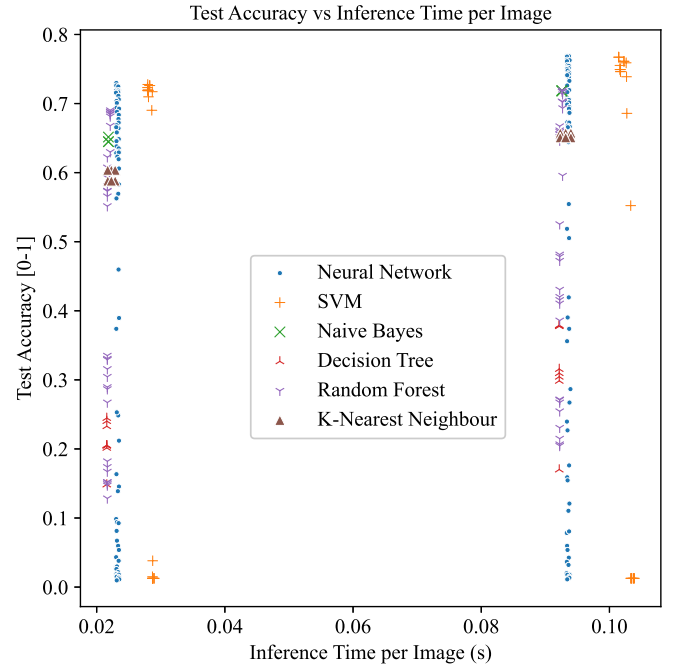 Test Accuracy vs Inference Time per Image
0.8
0.7
0.6
0.5
0.4
0.3
0.2
0.1
0.0
Test Accuracy [0-1]
Neural Network
SVM
Naive Bayes
Decision Tree
Random Forest
K-Nearest Neighbour
0.02
0.04
0.06
0.08
0.10
Inference Time per Image (s)